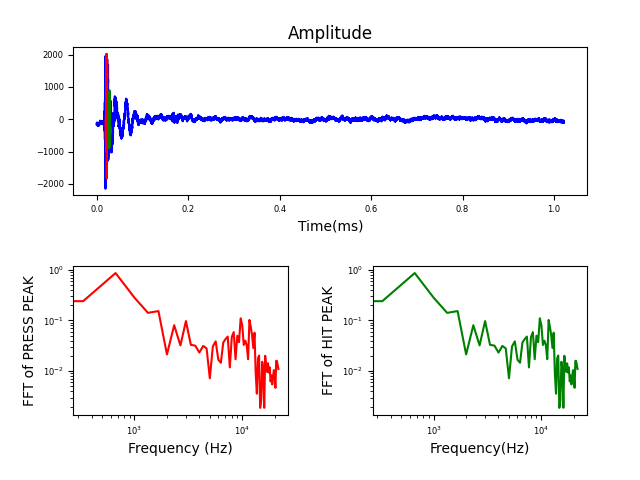 Amplitude
2000
1000
0
−1000
−2000
0.0 0.2 0.4 0.6 0.8 1.0
Time(ms)
FFT of PRESS PEAK
10⁰
10⁻¹
10⁻²
10³ 10⁴
Frequency (Hz)
FFT of HIT PEAK
10⁰
10⁻¹
10⁻²
10³ 10⁴
Frequency(Hz)